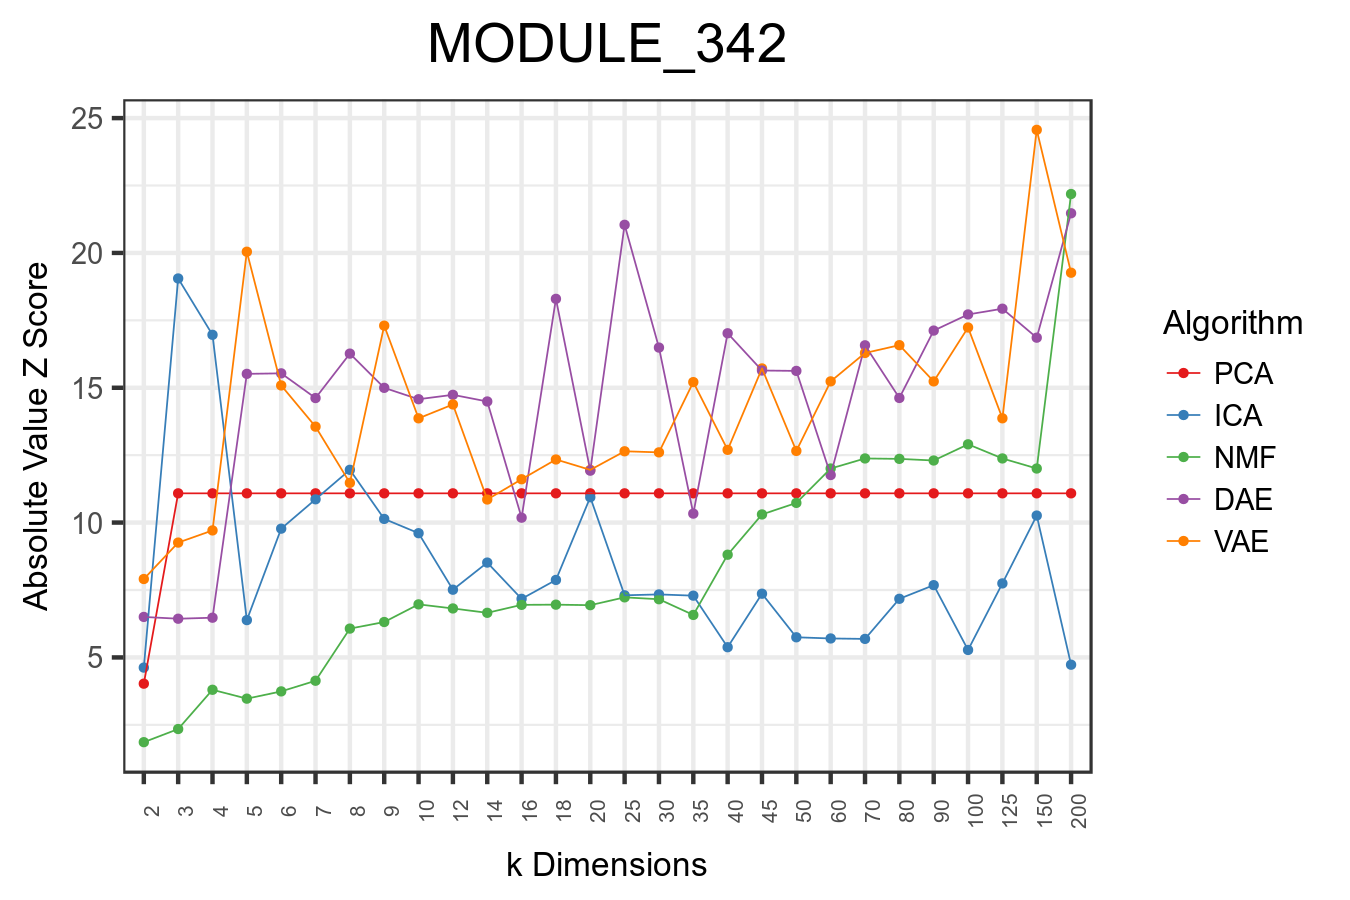 MODULE_342
Absolute Value Z Score
25
20
15
10
5
2 3 4 5 6 7 8 9 10 12 14 16 18 20 25 30 35 40 45 50 60 70 80 90 100 125 150 200
k Dimensions
Algorithm
PCA
ICA
NMF
DAE
VAE